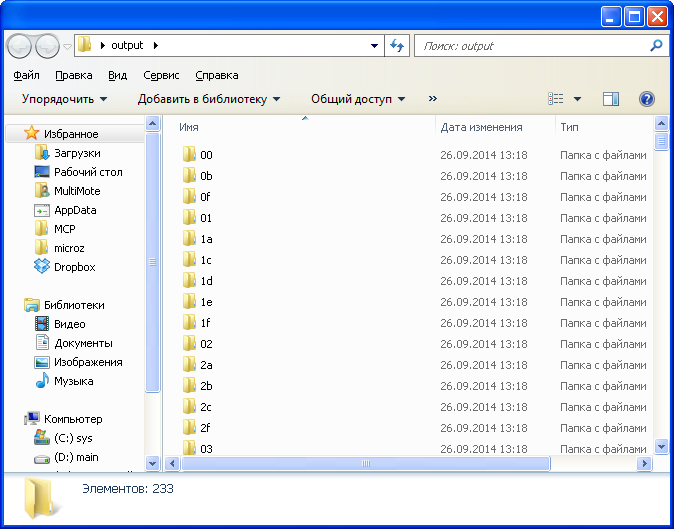 output
Поиск: output
Файл Правка Вид Сервис Справка
Упорядочить Добавить в библиотеку Общий доступ »
Избранное
Загрузки
Рабочий стол
MultiMote
AppData
MCP
microz
Dropbox
Библиотеки
Видео
Документы
Изображения
Музыка
Компьютер
(C:) sys
(D:) main
Имя Дата изменения Тип
00 26.09.2014 13:18 Папка с файлами
0b 26.09.2014 13:18 Папка с файлами
0f 26.09.2014 13:18 Папка с файлами
01 26.09.2014 13:18 Папка с файлами
1a 26.09.2014 13:18 Папка с файлами
1c 26.09.2014 13:18 Папка с файлами
1d 26.09.2014 13:18 Папка с файлами
1e 26.09.2014 13:18 Папка с файлами
1f 26.09.2014 13:18 Папка с файлами
02 26.09.2014 13:18 Папка с файлами
2a 26.09.2014 13:18 Папка с файлами
2b 26.09.2014 13:18 Папка с файлами
2c 26.09.2014 13:18 Папка с файлами
2f 26.09.2014 13:18 Папка с файлами
03 26.09.2014 13:18 Папка с файлами
Элементов: 233